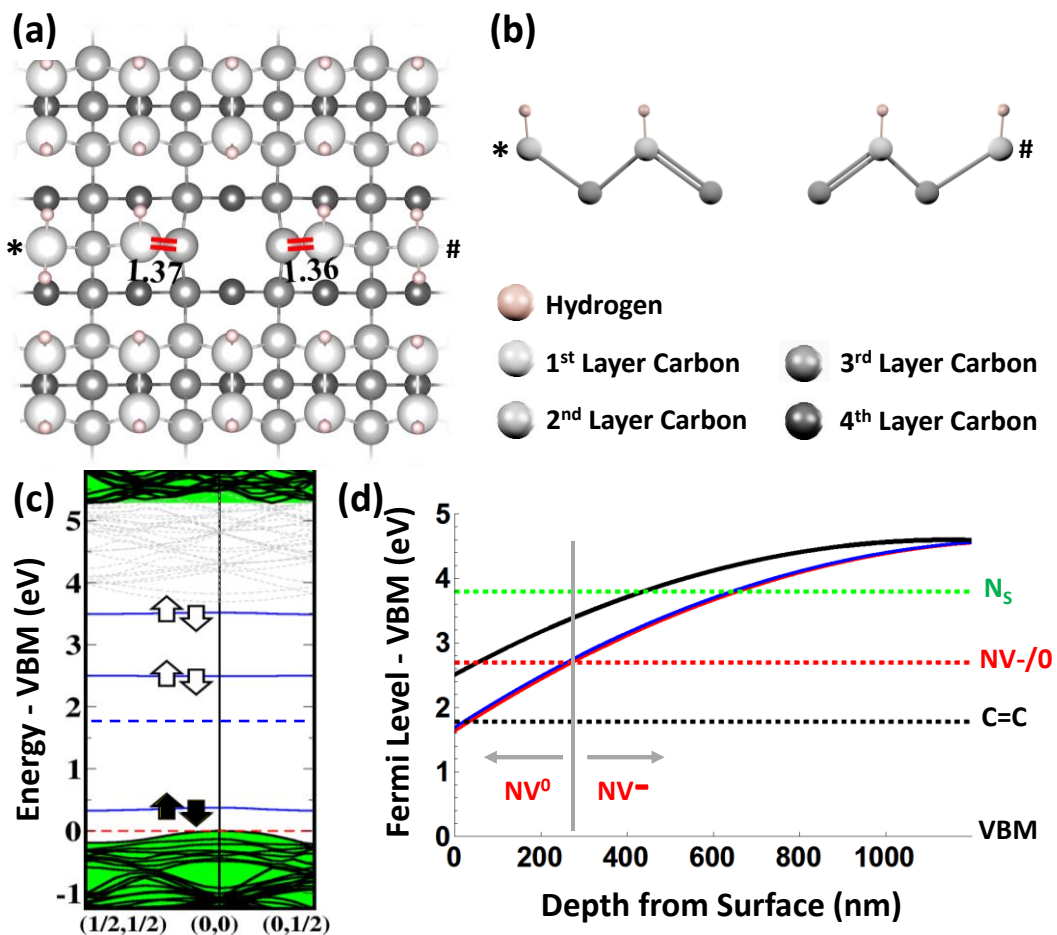 (a)
(b)
* 1.37 1.36 #
* #
Hydrogen
1st Layer Carbon
3rd Layer Carbon
2nd Layer Carbon
4th Layer Carbon
(c)
Energy - VBM (eV)
5
4
3
2
1
0
-1
(1/2,1/2) (0,0) (0,1/2)
(d)
Fermi Level - VBM (eV)
5
4
3
2
1
0
NS
NV-/0
C=C
VBM
NV0 NV-
0 200 400 600 800 1000
Depth from Surface (nm)